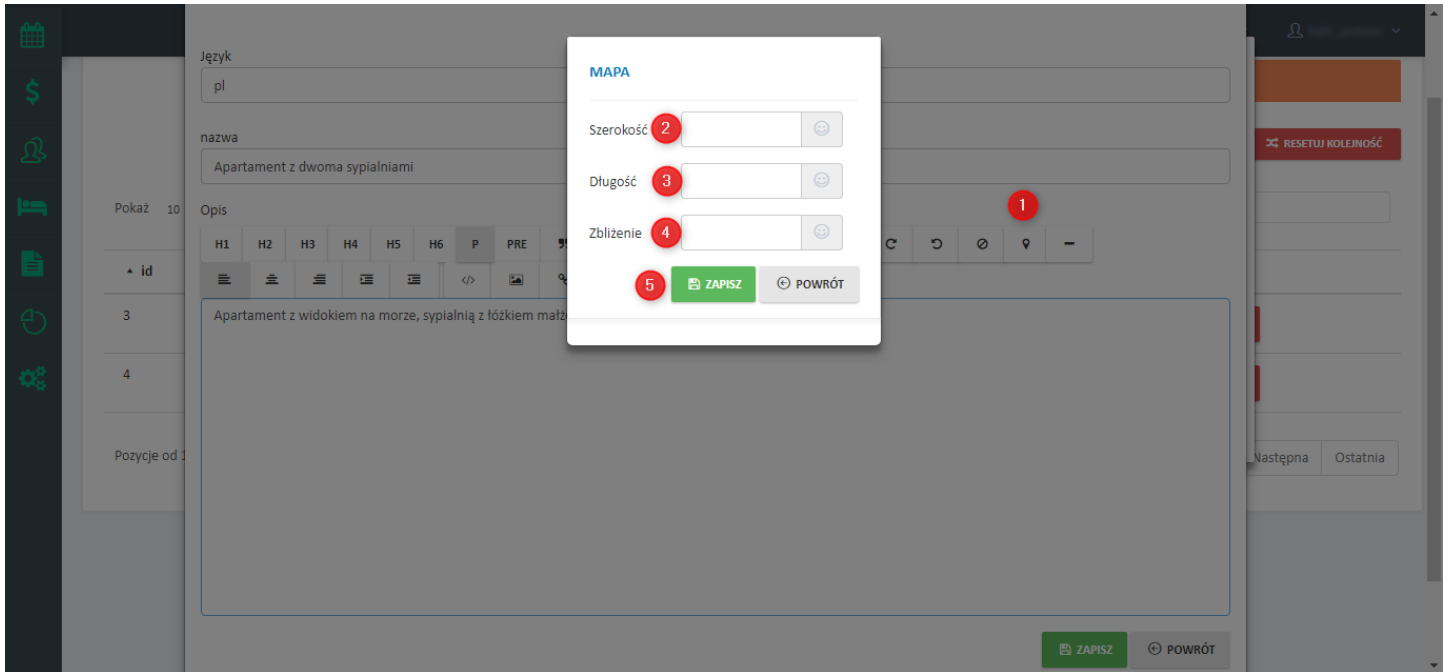 Język
pl
nazwa
Apartament z dwoma sypialniami
Opis
H1 H2 H3 H4 H5 H6 P PRE
1
Apartament z widokiem na morze, sypialnią z łóżkiem
MAPA
Szerokość 2
Długość 3
Zbliżenie 4
5 ZAPISZ POWRÓT
RESETUJ KOLEJNOŚĆ
Pokaż 10
id
3
4
Pozycje od 1
Następna Ostatnia
ZAPISZ POWRÓT